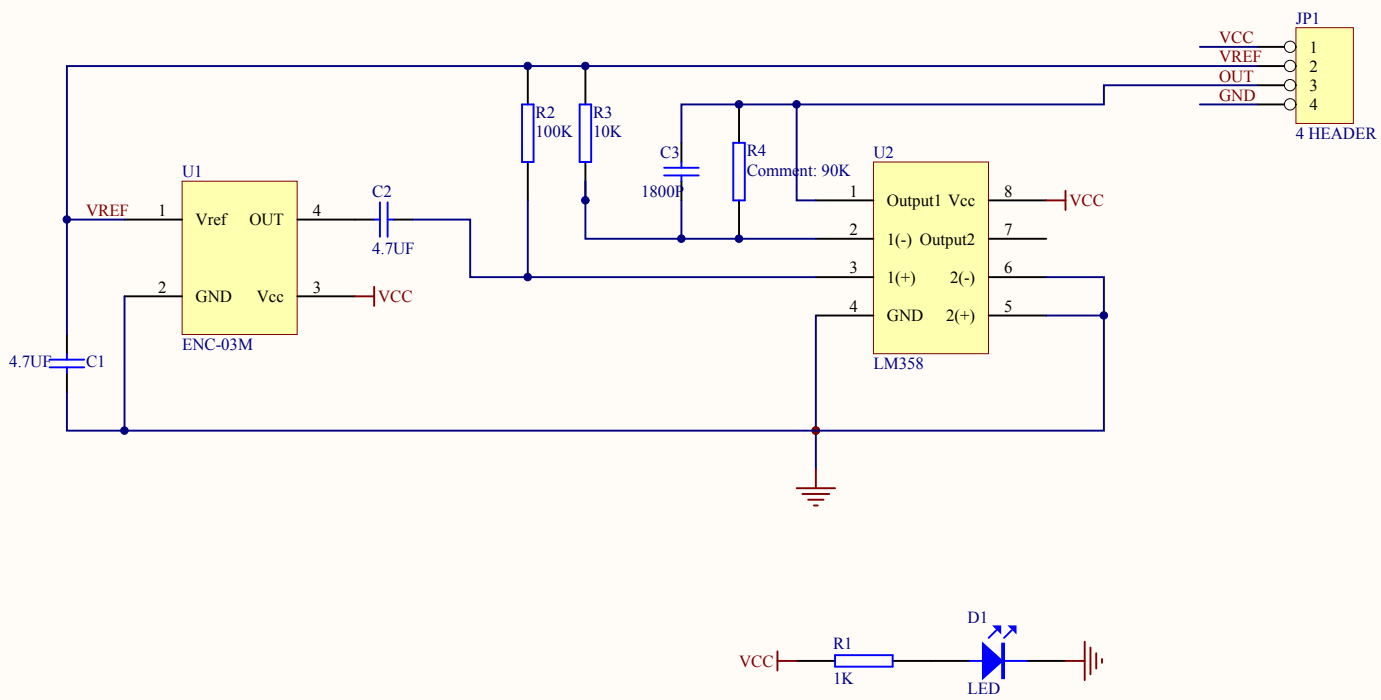 JP1
VCC
1
VREF
2
OUT
3
GND
4
4 HEADER
R2
100K
R3
10K
C3
1800P
R4
Comment: 90K
U2
1
Output1
Vcc
8
VCC
2
1(-)
Output2
7
3
1(+)
2(-)
6
4
GND
2(+)
5
LM358
U1
VREF
1
Vref
OUT
4
2
GND
Vcc
3
VCC
ENC-03M
C2
4.7UF
4.7UF
C1
D1
R1
VCC
1K
LED